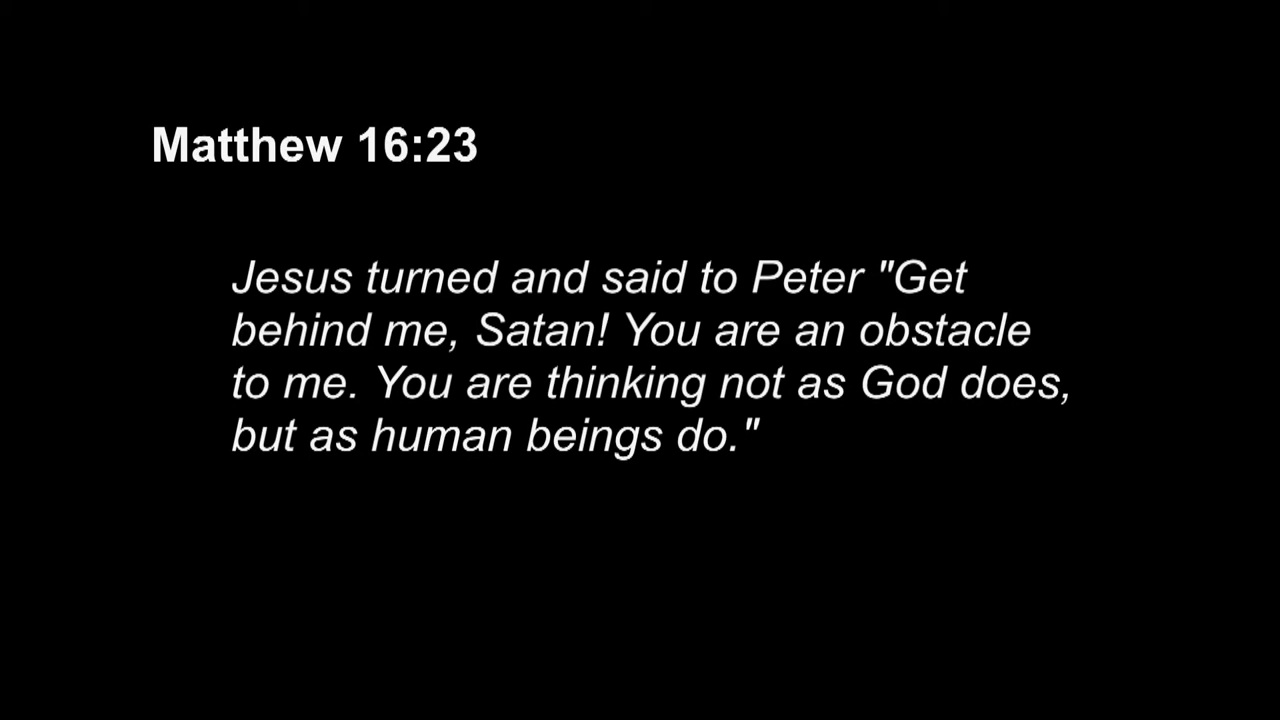 Matthew 16:23
Jesus turned and said to Peter "Get
behind me, Satan! You are an obstacle
to me. You are thinking not as God does,
but as human beings do."